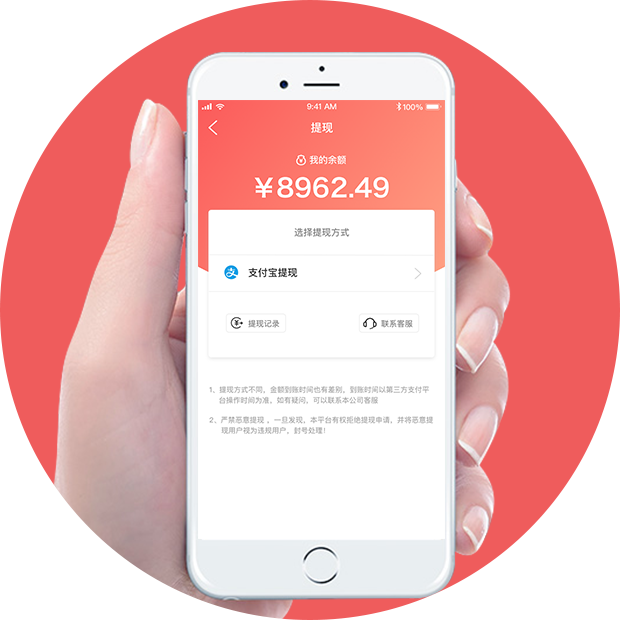 9:41 AM 100%
提现
我的余额
￥8962.49
选择提现方式
支付宝提现
提现记录 联系客服
1、提现方式不同，金额到账时间也有差别，到账时间以第三方支付平
台操作时间为准，如有疑问，可以联系本公司客服
2、严禁恶意提现 ，一旦发现，本平台有权拒绝提现申请，并将恶意提
现用户视为违规用户，封号处理！